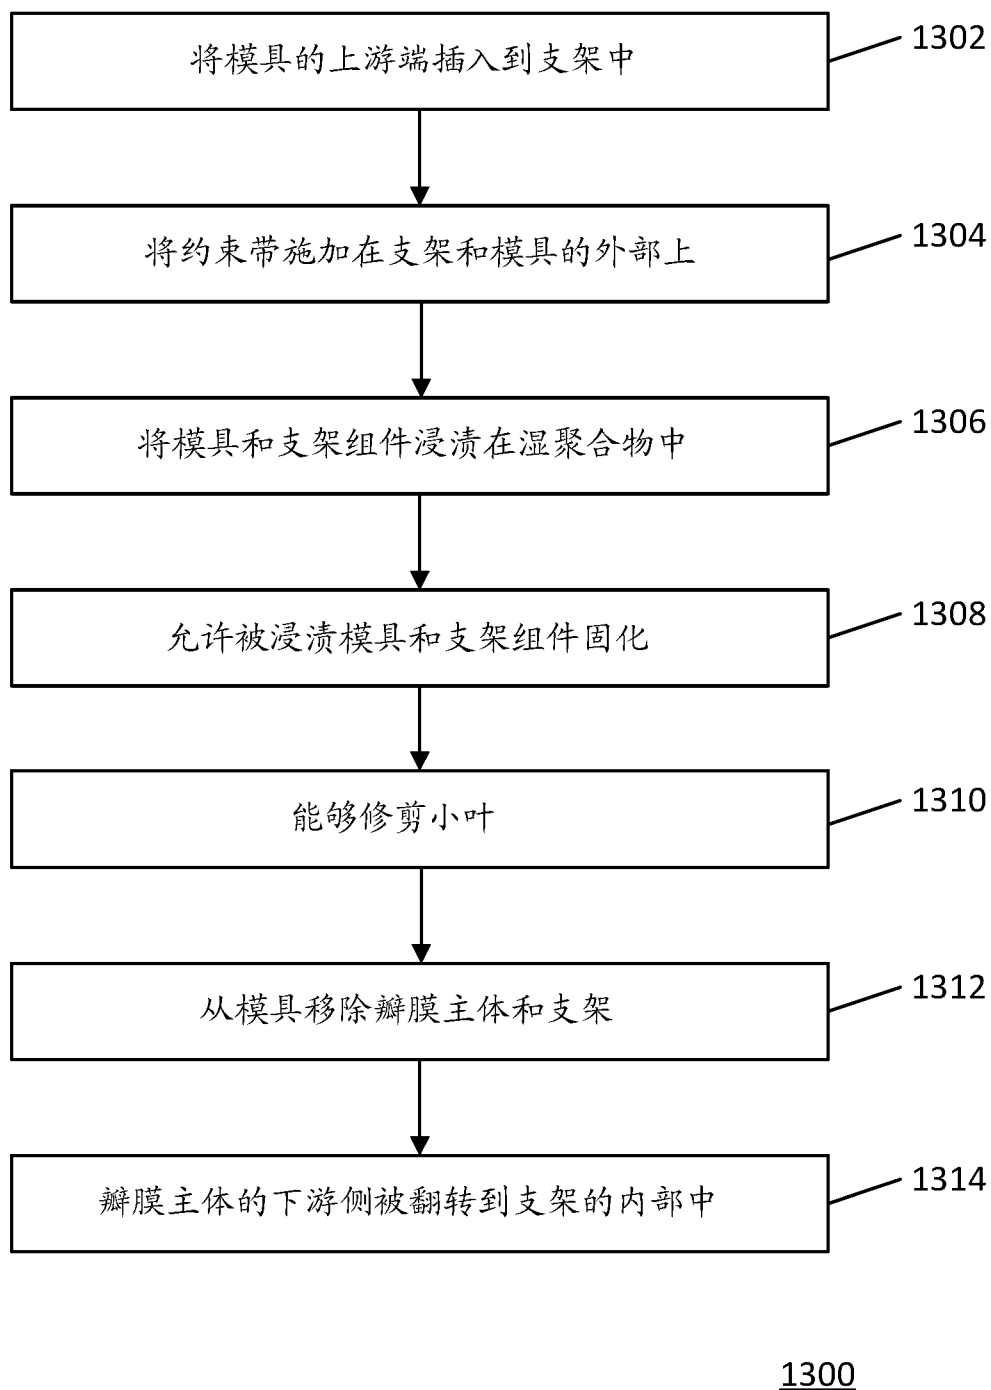 将模具的上游端插入到支架中
1302
将约束带施加在支架和模具的外部上
1304
将模具和支架组件浸渍在湿聚合物中
1306
允许被浸渍模具和支架组件固化
1308
能够修剪小叶
1310
从模具移除瓣膜主体和支架
1312
瓣膜主体的下游侧被翻转到支架的内部中
1314
1300